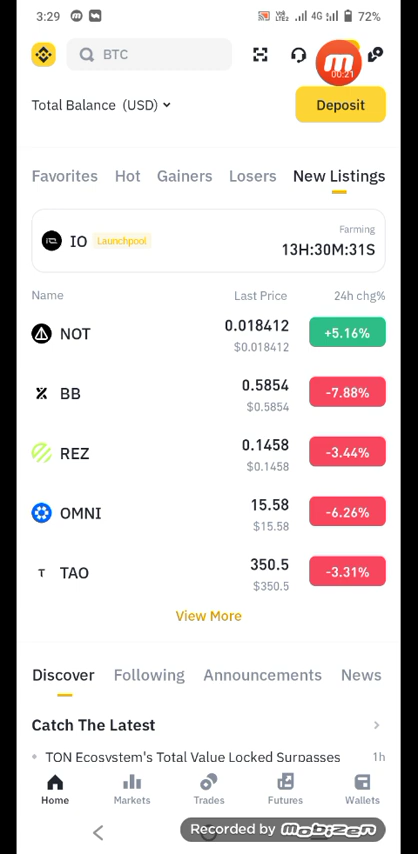 3:29
4G
72%
BTC
00:21
Total Balance (USD)
Deposit
Favorites Hot Gainers Losers New Listings
Farming
IO Launchpool
13H:30M:31S
Name Last Price 24h chg%
NOT 0.018412 +5.16%
$0.018412
BB 0.5854 -7.88%
$0.5854
REZ 0.1458 -3.44%
$0.1458
OMNI 15.58 -6.26%
$15.58
TAO 350.5 -3.31%
$350.5
View More
Discover Following Announcements News
Catch The Latest
TON Ecosystem's Total Value Locked Surpasses 1h
Home Markets Trades Futures Wallets
Recorded by mobizen